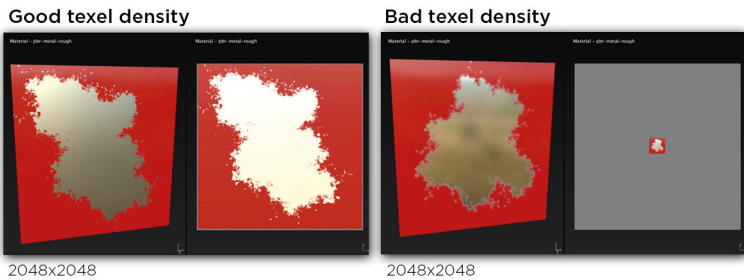 Good texel density
Bad texel density
Material - pbr-metal-rough
Material - pbr-metal-rough
Material - pbr-metal-rough
Material - pbr-metal-rough
2048x2048
2048x2048